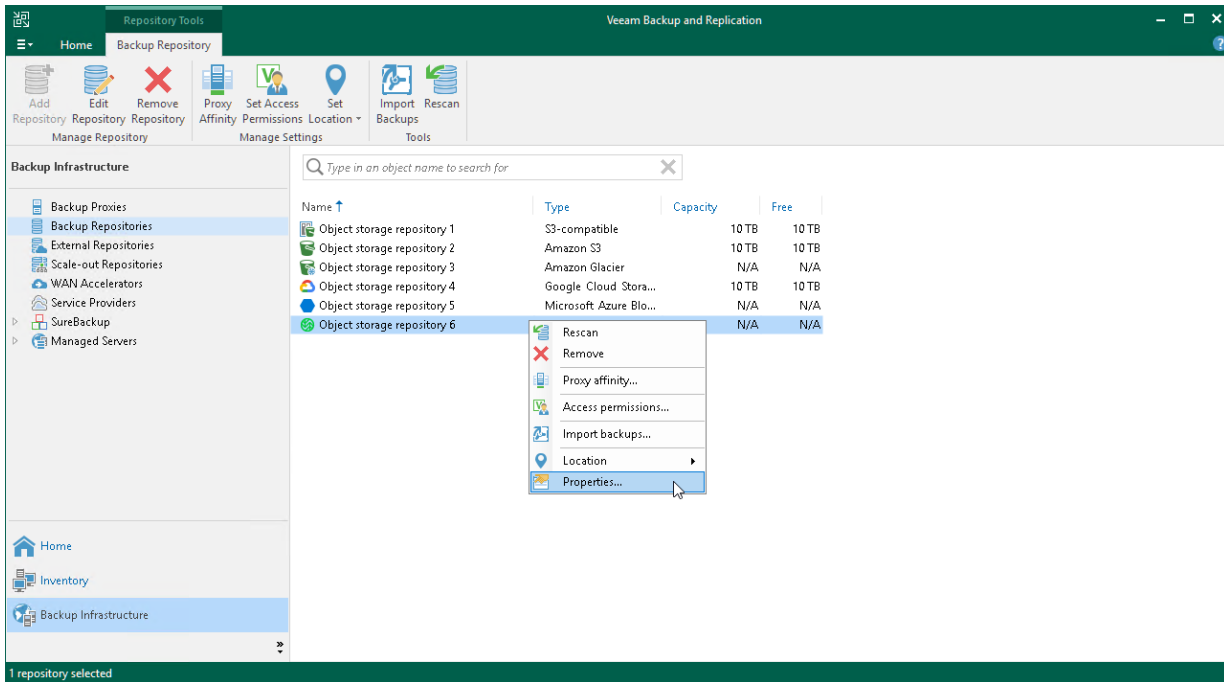 Repository Tools
Veeam Backup and Replication
Home
Backup Repository
Add Repository
Edit Repository
Remove Repository
Proxy Affinity
Set Access Permissions
Set Location
Import Backups
Rescan
Manage Repository
Manage Settings
Tools
Backup Infrastructure
Type in an object name to search for
Backup Proxies
Backup Repositories
External Repositories
Scale-out Repositories
WAN Accelerators
Service Providers
SureBackup
Managed Servers
Name Type Capacity Free
Object storage repository 1 S3-compatible 10 TB 10 TB
Object storage repository 2 Amazon S3 10 TB 10 TB
Object storage repository 3 Amazon Glacier N/A N/A
Object storage repository 4 Google Cloud Stora... 10 TB 10 TB
Object storage repository 5 Microsoft Azure Blo... N/A N/A
Object storage repository 6 N/A N/A
Rescan
Remove
Proxy affinity...
Access permissions...
Import backups...
Location
Properties...
Home
Inventory
Backup Infrastructure
1 repository selected